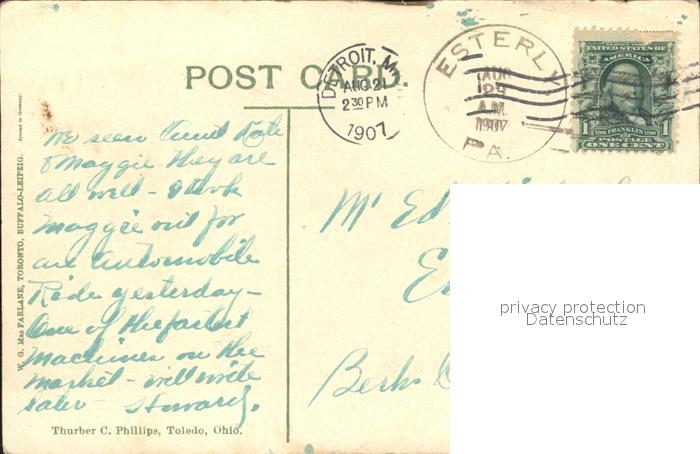 POST CARD.
DETROIT, MICH.
AUG 21
2 30 PM
1907
ESTERLY
AUG
A.M.
1907
PA.
UNITED STATES OF
AMERICA
1 FRANKLIN 1
POSTAGE
ONE CENT
Printed in Germany.
W. G. MacFARLANE, TORONTO, BUFFALO-LEIPZIG.
We seen Aunt Kate
& Maggie they are
all well - I took
Maggie out for
an Automobile
Ride yesterday -
One of the fastest
Machines on the
market - will write
later - Howard.
Thurber C. Phillips, Toledo, Ohio.
Mr Ed
Es
Berks
privacy protection
Datenschutz